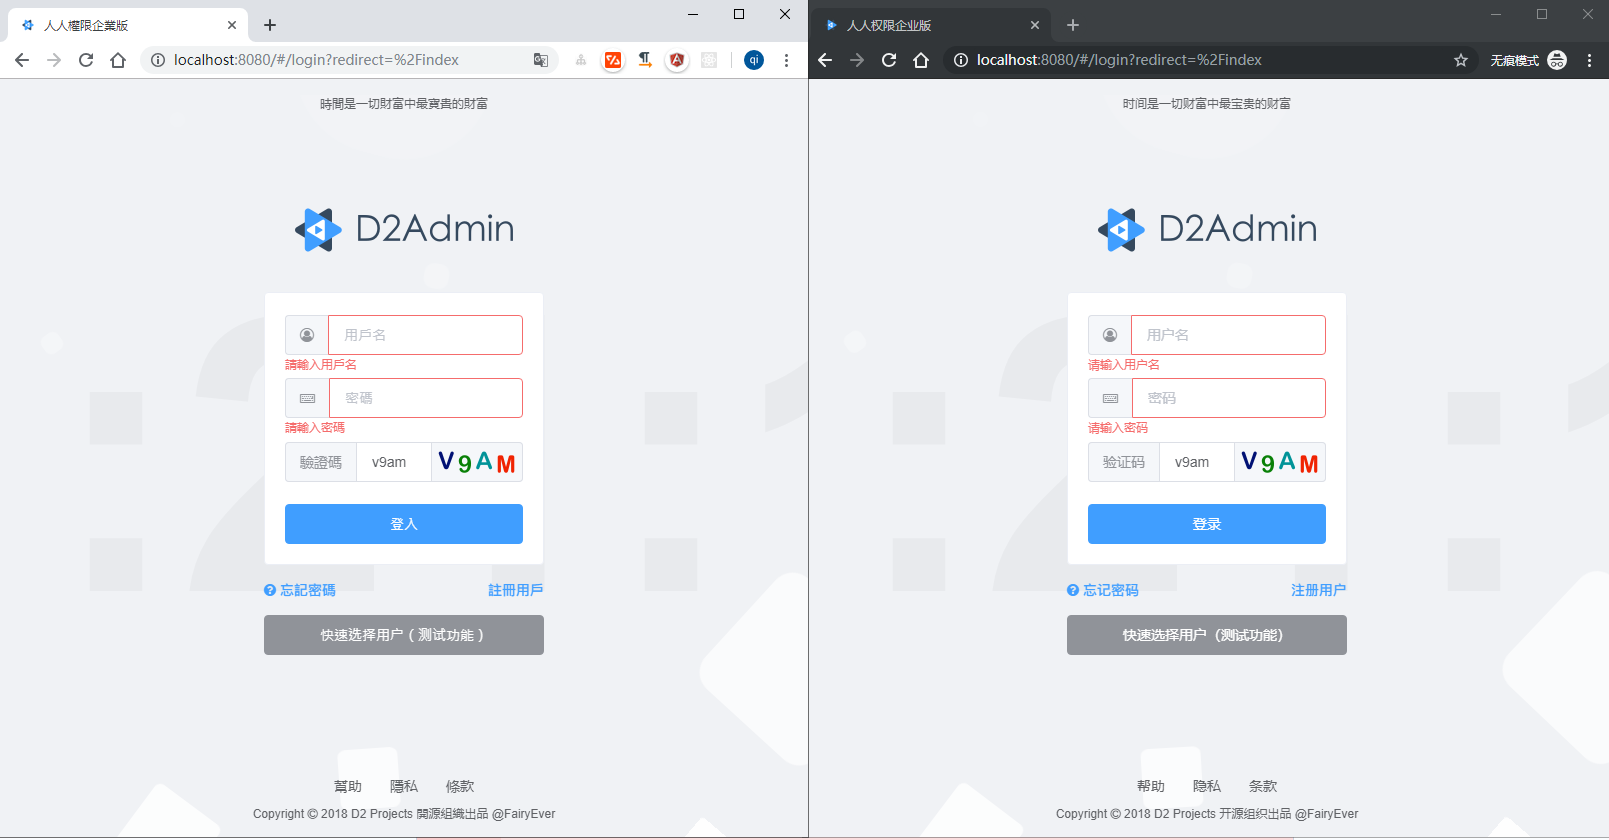 人人權限企業版
localhost:8080/#/login?redirect=%2Findex
qi
時間是一切財富中最寶貴的財富
D2Admin
用戶名
請輸入用戶名
密碼
請輸入密碼
驗證碼 v9am V9AM
登入
忘記密碼 註冊用戶
快速选择用户（测试功能）
幫助 隱私 條款
Copyright © 2018 D2 Projects 開源組織出品 @FairyEver
人人权限企业版
localhost:8080/#/login?redirect=%2Findex 无痕模式
时间是一切财富中最宝贵的财富
D2Admin
用户名
请输入用户名
密码
请输入密码
验证码 v9am V9AM
登录
忘记密码 注册用户
快速选择用户（测试功能）
帮助 隐私 条款
Copyright © 2018 D2 Projects 开源组织出品 @FairyEver